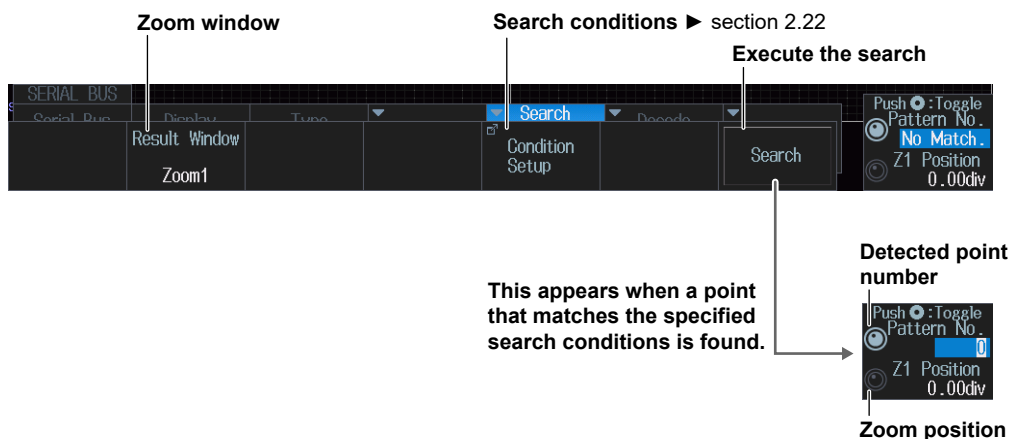 Zoom window
Search conditions ► section 2.22
Execute the search
SERIAL BUS
Serial Bus
Display
Type
Search
Decode
Result Window
Zoom1
Condition
Setup
Search
Push :Toggle
Pattern No.
No Match.
Z1 Position
0.00div
Detected point
number
This appears when a point
that matches the specified
search conditions is found.
Push :Toggle
Pattern No.
0
Z1 Position
0.00div
Zoom position